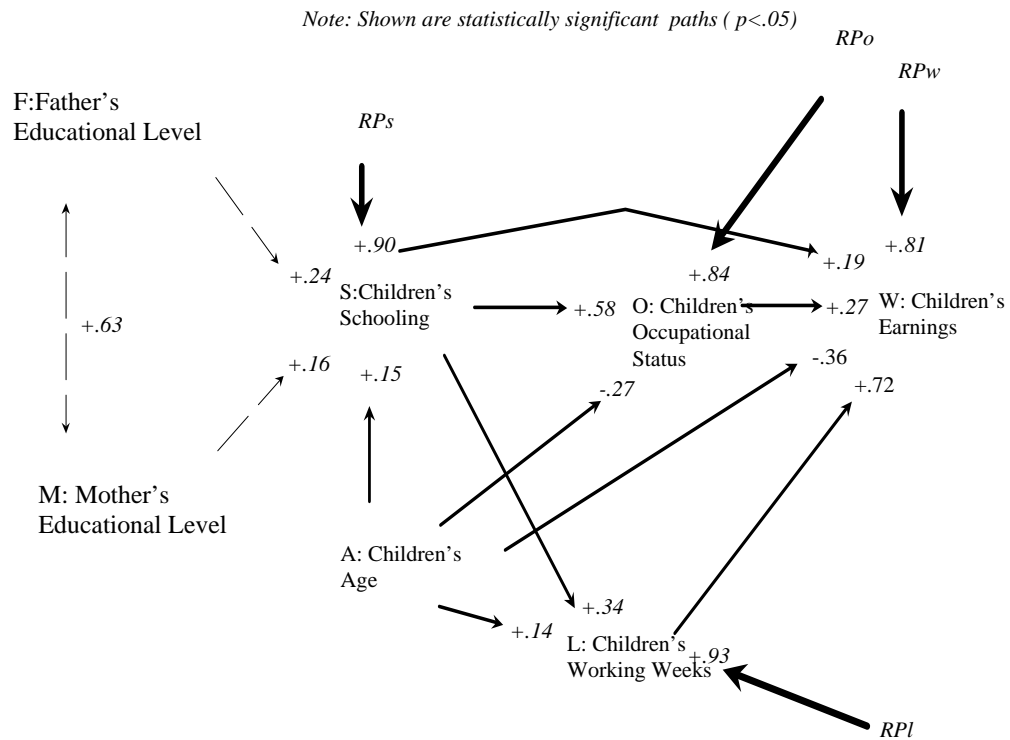 Note: Shown are statistically significant paths ( p<.05)
RPo
RPw
F:Father's
Educational Level
RPs
+.90
+.81
+.19
+.24
+.84
S:Children's
Schooling
+.58
O: Children's
Occupational
Status
+.27
W: Children's
Earnings
+.63
+.16
+.15
-.36
-.27
+.72
M: Mother's
Educational Level
A: Children's
Age
+.34
+.14
L: Children's
Working Weeks
+.93
RPl